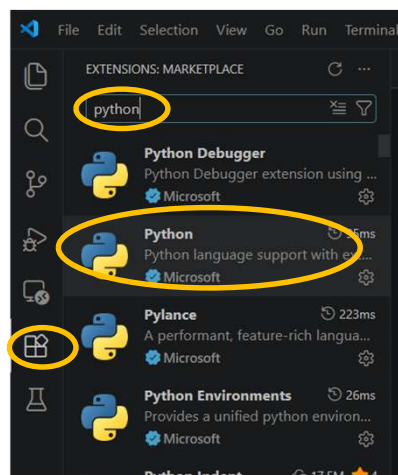 File Edit Selection View Go Run Terminal
EXTENSIONS: MARKETPLACE
python
Python Debugger
Python Debugger extension using ...
Microsoft
Python
Python language support with ex...
Microsoft
Pylance 223ms
A performant, feature-rich langua...
Microsoft
Python Environments 26ms
Provides a unified python environ...
Microsoft
Python Indent